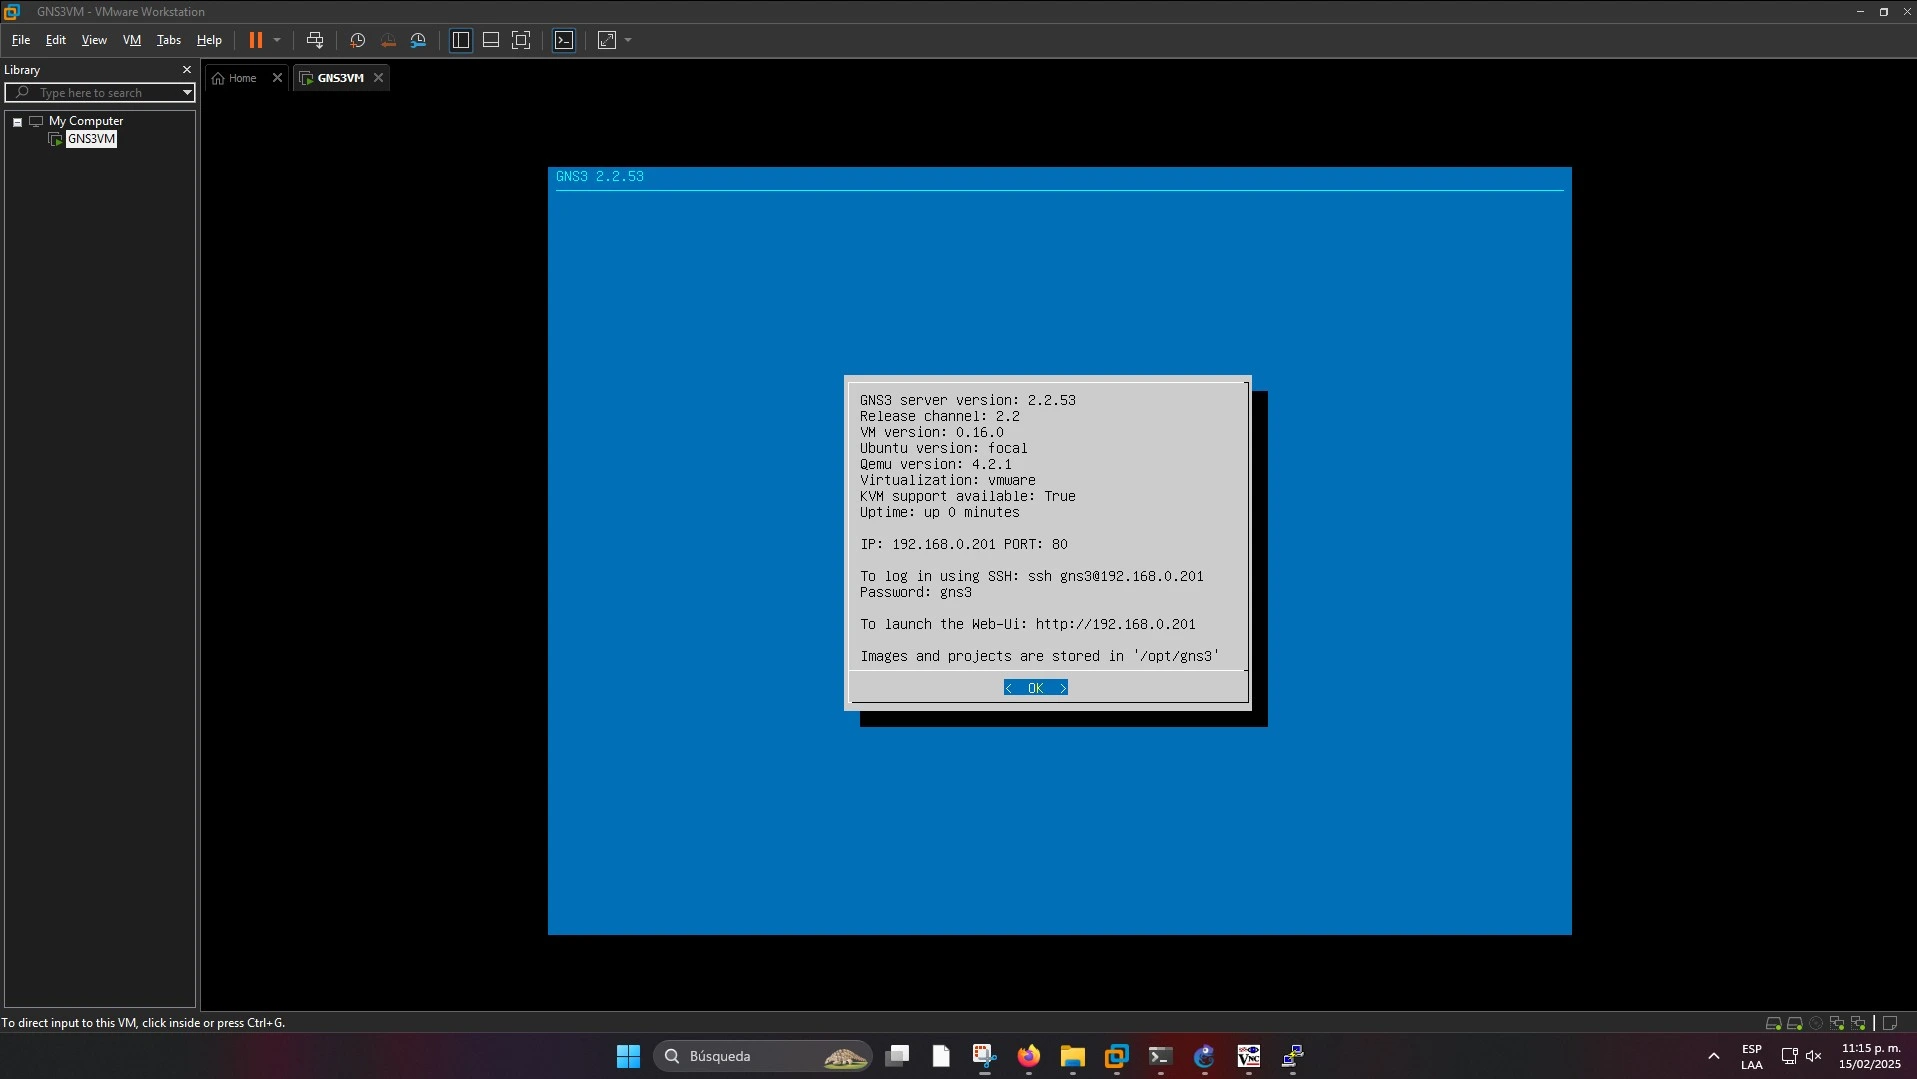 GNS3VM - VMware Workstation
File Edit View VM Tabs Help
Library
Home
GNS3VM
Type here to search
My Computer
GNS3VM
GNS3 2.2.53
GNS3 server version: 2.2.53
Release channel: 2.2
VM version: 0.16.0
Ubuntu version: focal
Qemu version: 4.2.1
Virtualization: vmware
KVM support available: True
Uptime: up 0 minutes
IP: 192.168.0.201 PORT: 80
To log in using SSH: ssh gns3@192.168.0.201
Password: gns3
To launch the Web-Ui: http://192.168.0.201
Images and projects are stored in '/opt/gns3'
< OK >
To direct input to this VM, click inside or press Ctrl+G.
Búsqueda
VNC
ESP
LAA
11:15 p. m.
15/02/2025